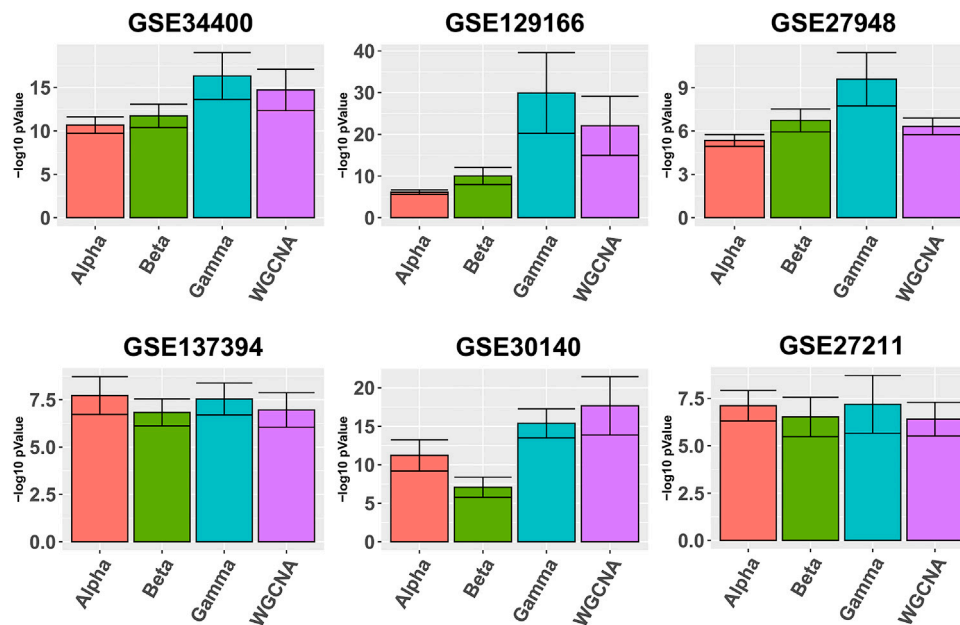 GSE34400
−log10 pValue
15
10
5
0
Alpha
Beta
Gamma
WGCNA
GSE129166
−log10 pValue
40
30
20
10
0
Alpha
Beta
Gamma
WGCNA
GSE27948
−log10 pValue
9
6
3
0
Alpha
Beta
Gamma
WGCNA
GSE137394
−log10 pValue
7.5
5.0
2.5
0.0
Alpha
Beta
Gamma
WGCNA
GSE30140
−log10 pValue
20
15
10
5
0
Alpha
Beta
Gamma
WGCNA
GSE27211
−log10 pValue
7.5
5.0
2.5
0.0
Alpha
Beta
Gamma
WGCNA